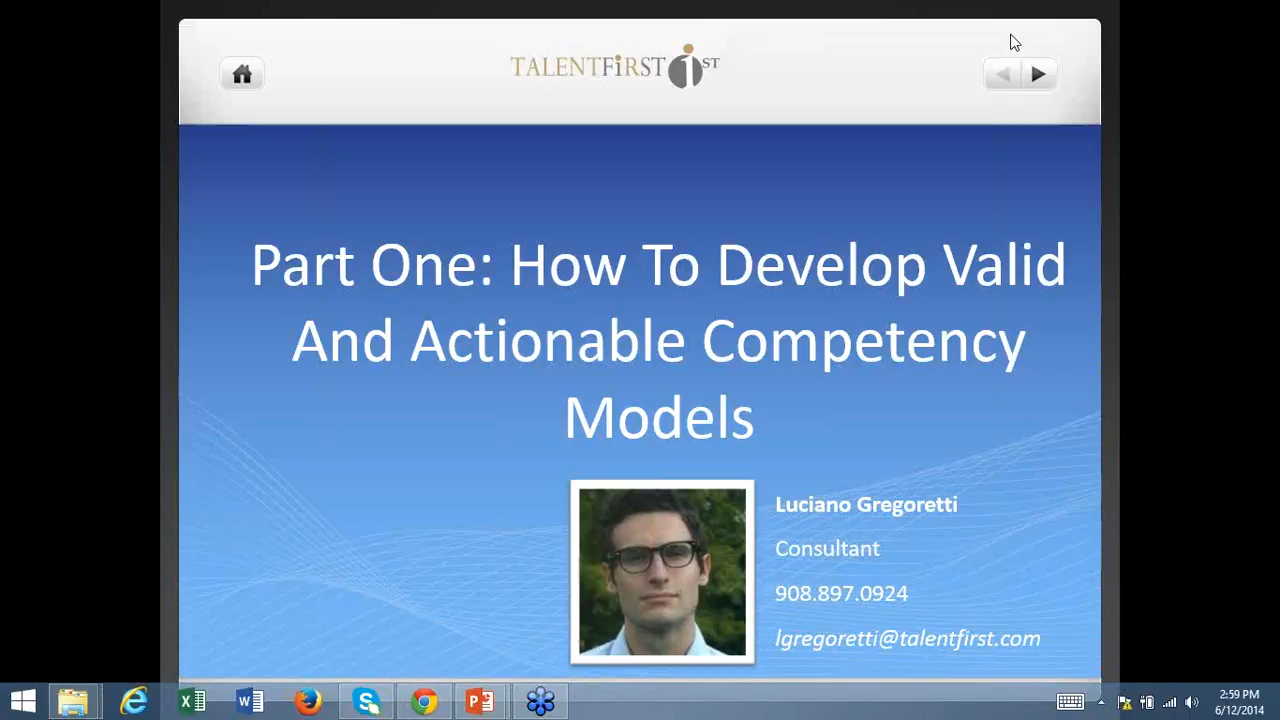 TALENTFiRST 1ST
Part One: How To Develop Valid
And Actionable Competency
Models
Luciano Gregoretti
Consultant
908.897.0924
lgregoretti@talentfirst.com
2:59 PM
6/12/2014